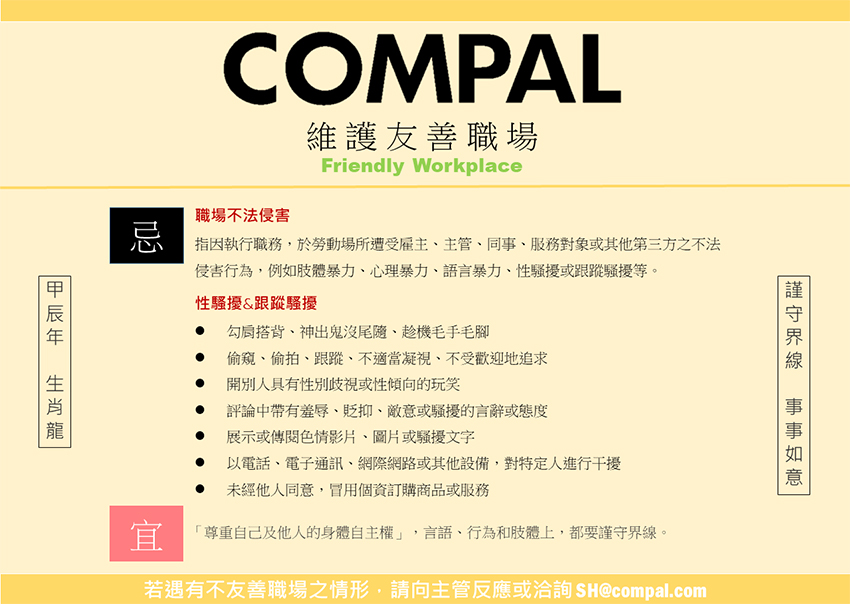 COMPAL
維護友善職場
Friendly Workplace
忌
職場不法侵害
指因執行職務，於勞動場所遭受雇主、主管、同事、服務對象或其他第三方之不法
侵害行為，例如肢體暴力、心理暴力、語言暴力、性騷擾或跟蹤騷擾等。
性騷擾&跟蹤騷擾
● 勾肩搭背、神出鬼沒尾隨、趁機毛手毛腳
● 偷窺、偷拍、跟蹤、不適當凝視、不受歡迎地追求
● 開別人具有性別歧視或性傾向的玩笑
● 評論中帶有羞辱、貶抑、敵意或騷擾的言辭或態度
● 展示或傳閱色情影片、圖片或騷擾文字
● 以電話、電子通訊、網際網路或其他設備，對特定人進行干擾
● 未經他人同意，冒用個資訂購商品或服務
宜
「尊重自己及他人的身體自主權」，言語、行為和肢體上，都要謹守界線。
甲辰年 生肖龍
謹守界線 事事如意
若遇有不友善職場之情形，請向主管反應或洽詢 SH@compal.com